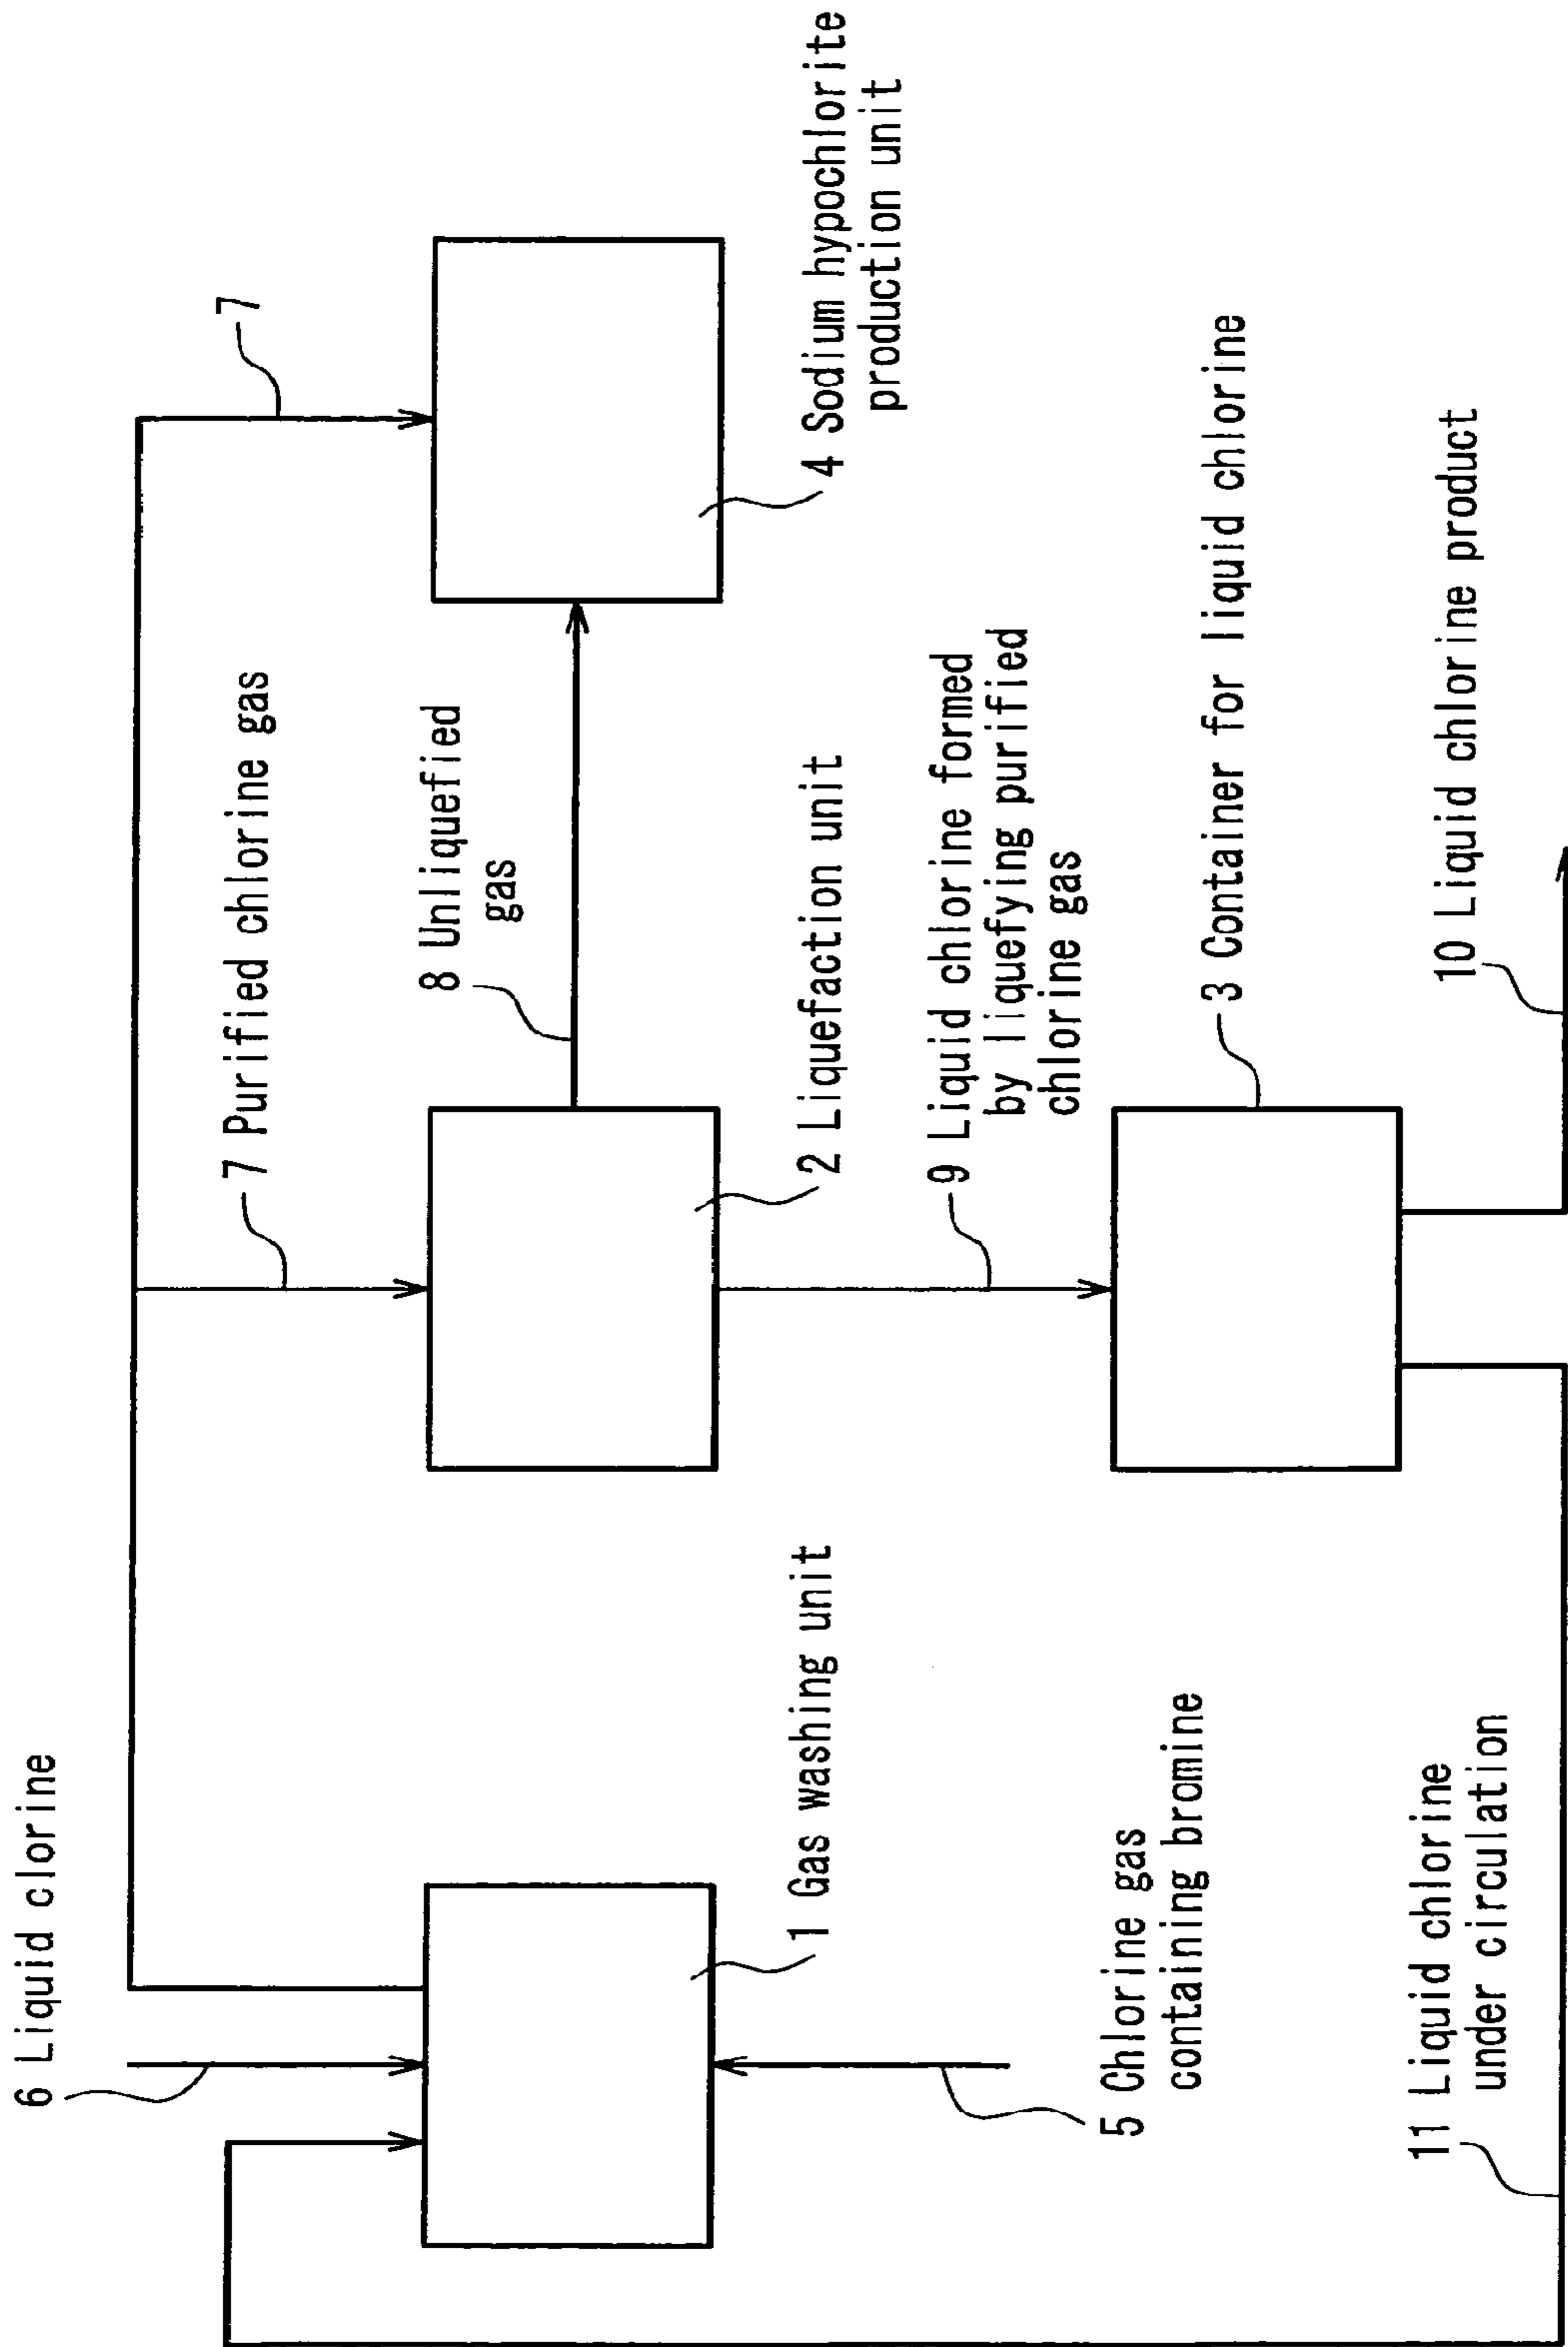 6 Liquid clorine
7 Purified chlorine gas
7
8 Unliquefied
gas
1 Gas washing unit
2 Liquefaction unit
4 Sodium hypochlorite
production unit
5 Chlorine gas
containing bromine
9 Liquid chlorine formed
by liquefying purified
chlorine gas
3 Container for liquid chlorine
11 Liquid chlorine
under circulation
10 Liquid chlorine product